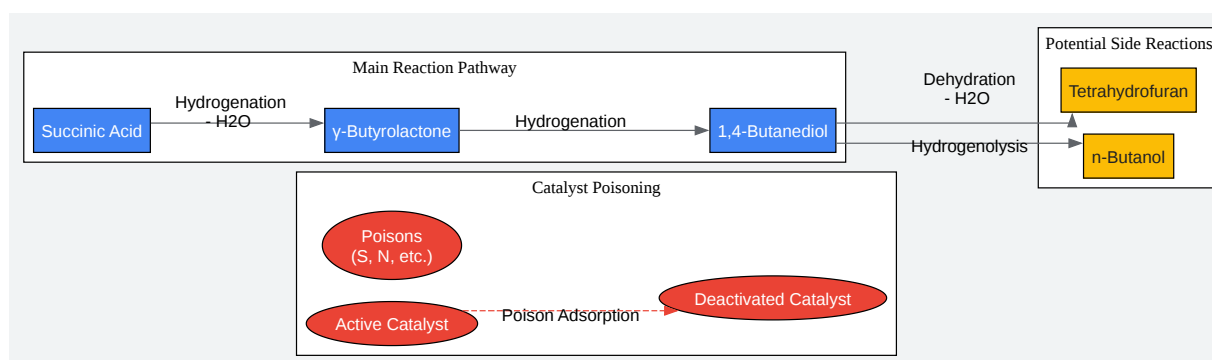 Potential Side Reactions
Main Reaction Pathway
Dehydration
- H2O
Tetrahydrofuran
Hydrogenation
- H2O
Succinic Acid
γ-Butyrolactone
Hydrogenation
1,4-Butanediol
Hydrogenolysis
n-Butanol
Catalyst Poisoning
Poisons
(S, N, etc.)
Active Catalyst
Poison Adsorption
Deactivated Catalyst